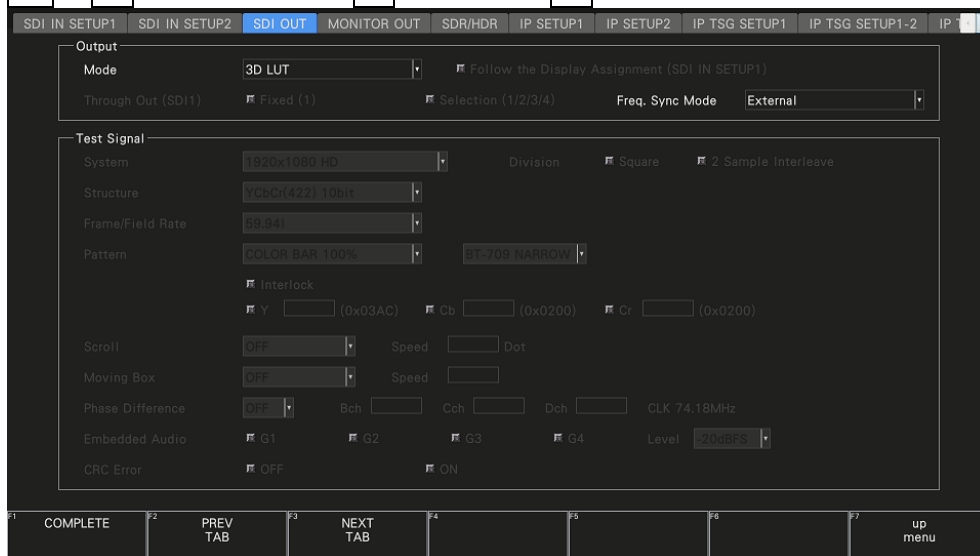 SDI IN SETUP1 SDI IN SETUP2 SDI OUT MONITOR OUT SDR/HDR IP SETUP1 IP SETUP2 IP TSG SETUP1 IP TSG SETUP1-2 IP
Output
Mode 3D LUT Follow the Display Assignment (SDI IN SETUP1)
Through Out (SDI1) Fixed (1) Selection (1/2/3/4) Freq. Sync Mode External
Test Signal
System 1920x1080 HD Division Square 2 Sample Interleave
Structure YCbCr(422) 10bit
Frame/Field Rate 59.94I
Pattern COLOR BAR 100% BT-709 NARROW
Interlock
Y (0x03AC) Cb (0x0200) Cr (0x0200)
Scroll OFF Speed Dot
Moving Box OFF Speed
Phase Difference OFF Bch Cch Dch CLK 74.18MHz
Embedded Audio G1 G2 G3 G4 Level -20dBFS
CRC Error OFF ON
F1 COMPLETE F2 PREV TAB F3 NEXT TAB F4 F5 F6 F7 up menu